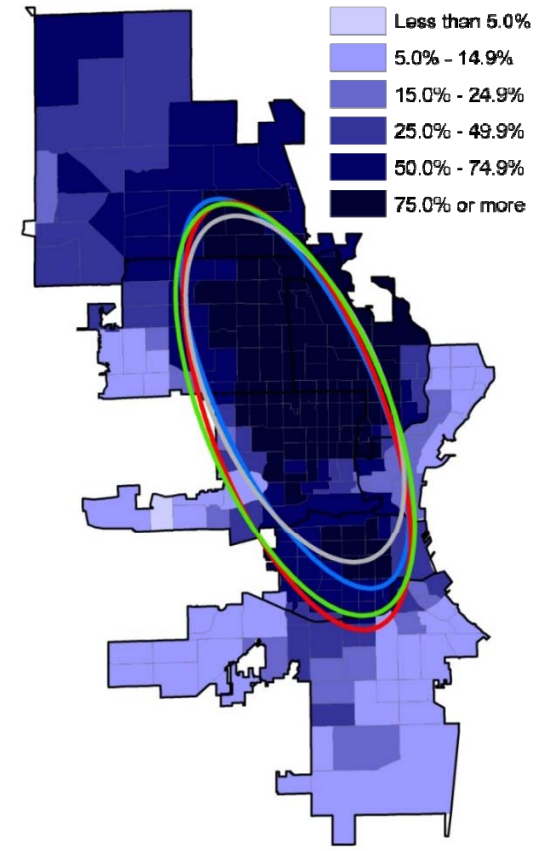 Less than 5.0%
5.0% - 14.9%
15.0% - 24.9%
25.0% - 49.9%
50.0% - 74.9%
75.0% or more